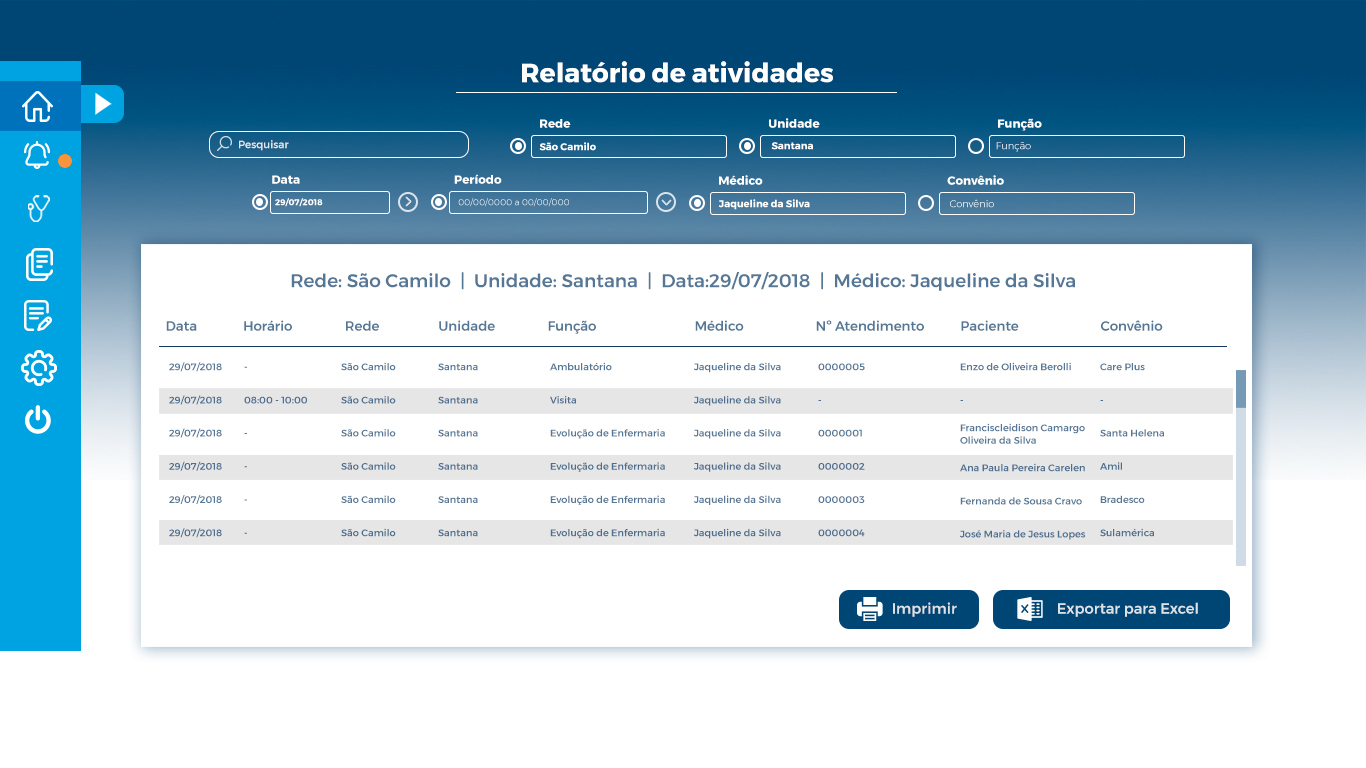 Relatório de atividades
Pesquisar
Rede
São Camilo
Unidade
Santana
Função
Função
Data
29/07/2018
Período
00/00/0000 a 00/00/000
Médico
Jaqueline da Silva
Convênio
Convênio
Rede: São Camilo | Unidade: Santana | Data:29/07/2018 | Médico: Jaqueline da Silva
Data Horário Rede Unidade Função Médico Nº Atendimento Paciente Convênio
29/07/2018 - São Camilo Santana Ambulatório Jaqueline da Silva 0000005 Enzo de Oliveira Berolli Care Plus
29/07/2018 08:00 - 10:00 São Camilo Santana Visita Jaqueline da Silva - - -
29/07/2018 - São Camilo Santana Evolução de Enfermaria Jaqueline da Silva 0000001 Franciscleidison Camargo Santa Helena
Oliveira da Silva
29/07/2018 - São Camilo Santana Evolução de Enfermaria Jaqueline da Silva 0000002 Ana Paula Pereira Carelen Amil
29/07/2018 - São Camilo Santana Evolução de Enfermaria Jaqueline da Silva 0000003 Fernanda de Sousa Cravo Bradesco
29/07/2018 - São Camilo Santana Evolução de Enfermaria Jaqueline da Silva 0000004 José Maria de Jesus Lopes Sulamérica
Imprimir
Exportar para Excel